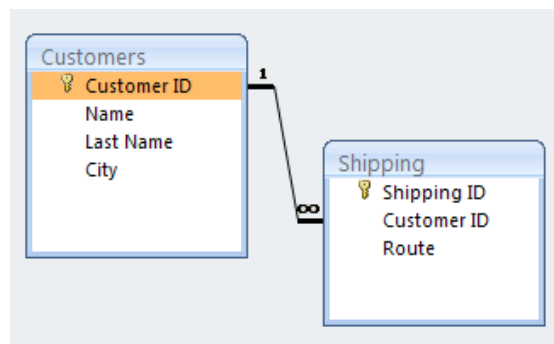 Customers
Customer ID
Name
Last Name
City
1
∞
Shipping
Shipping ID
Customer ID
Route